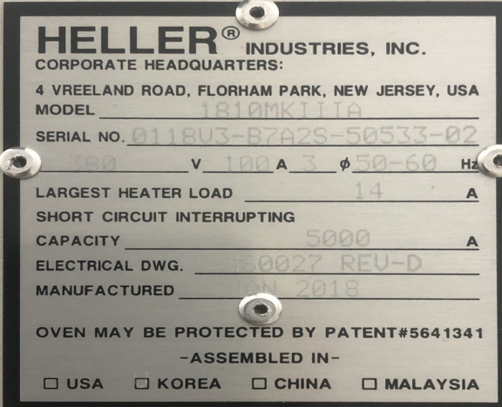 HELLER® INDUSTRIES, INC.
CORPORATE HEADQUARTERS:
4 VREELAND ROAD, FLORHAM PARK, NEW JERSEY, USA
MODEL 1810MKIIIA
SERIAL NO. 0118V3-B7A2S-50533-02
380 V 100 A 3 ϕ 50-60 Hz
LARGEST HEATER LOAD 14 A
SHORT CIRCUIT INTERRUPTING
CAPACITY 5000 A
ELECTRICAL DWG. REV-D
MANUFACTURED JAN 2018
OVEN MAY BE PROTECTED BY PATENT#5641341
-ASSEMBLED IN-
☐ USA ☐ KOREA ☐ CHINA ☐ MALAYSIA